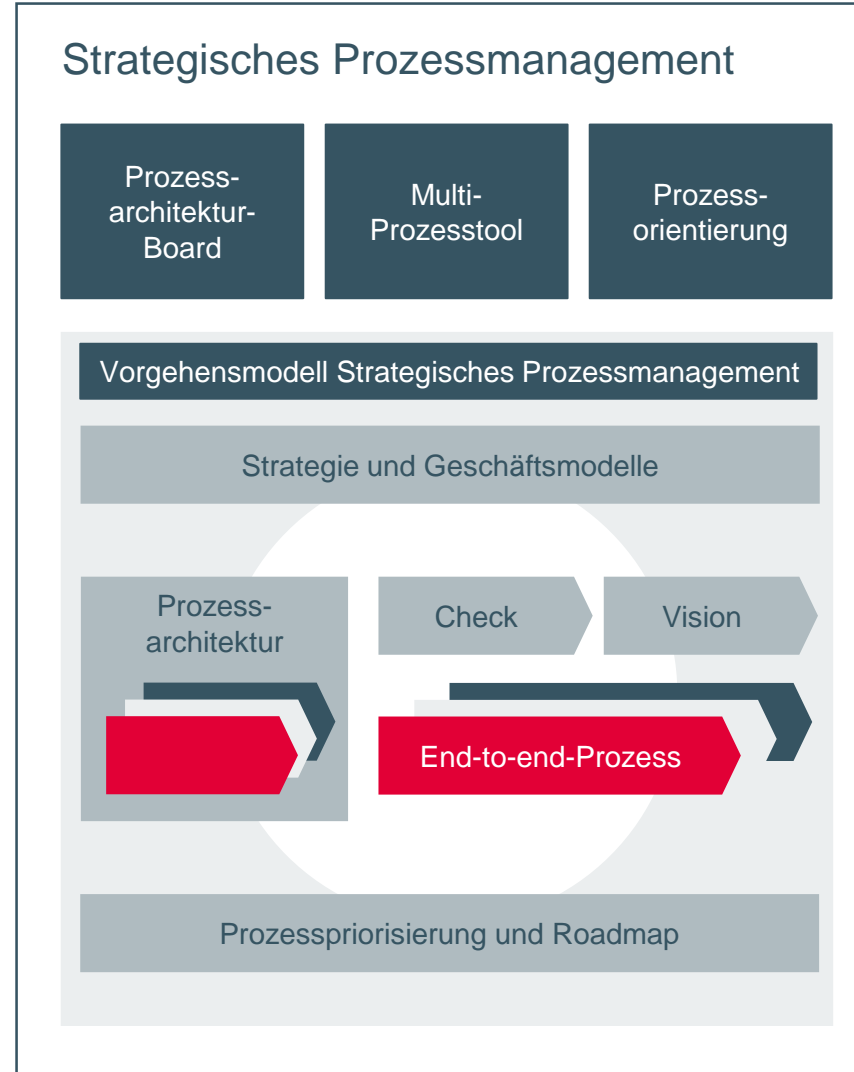 Strategisches Prozessmanagement
Prozess-
architektur-
Board
Multi-
Prozesstool
Prozess-
orientierung
Vorgehensmodell Strategisches Prozessmanagement
Strategie und Geschäftsmodelle
Prozess-
architektur
Check
Vision
End-to-end-Prozess
Prozesspriorisierung und Roadmap